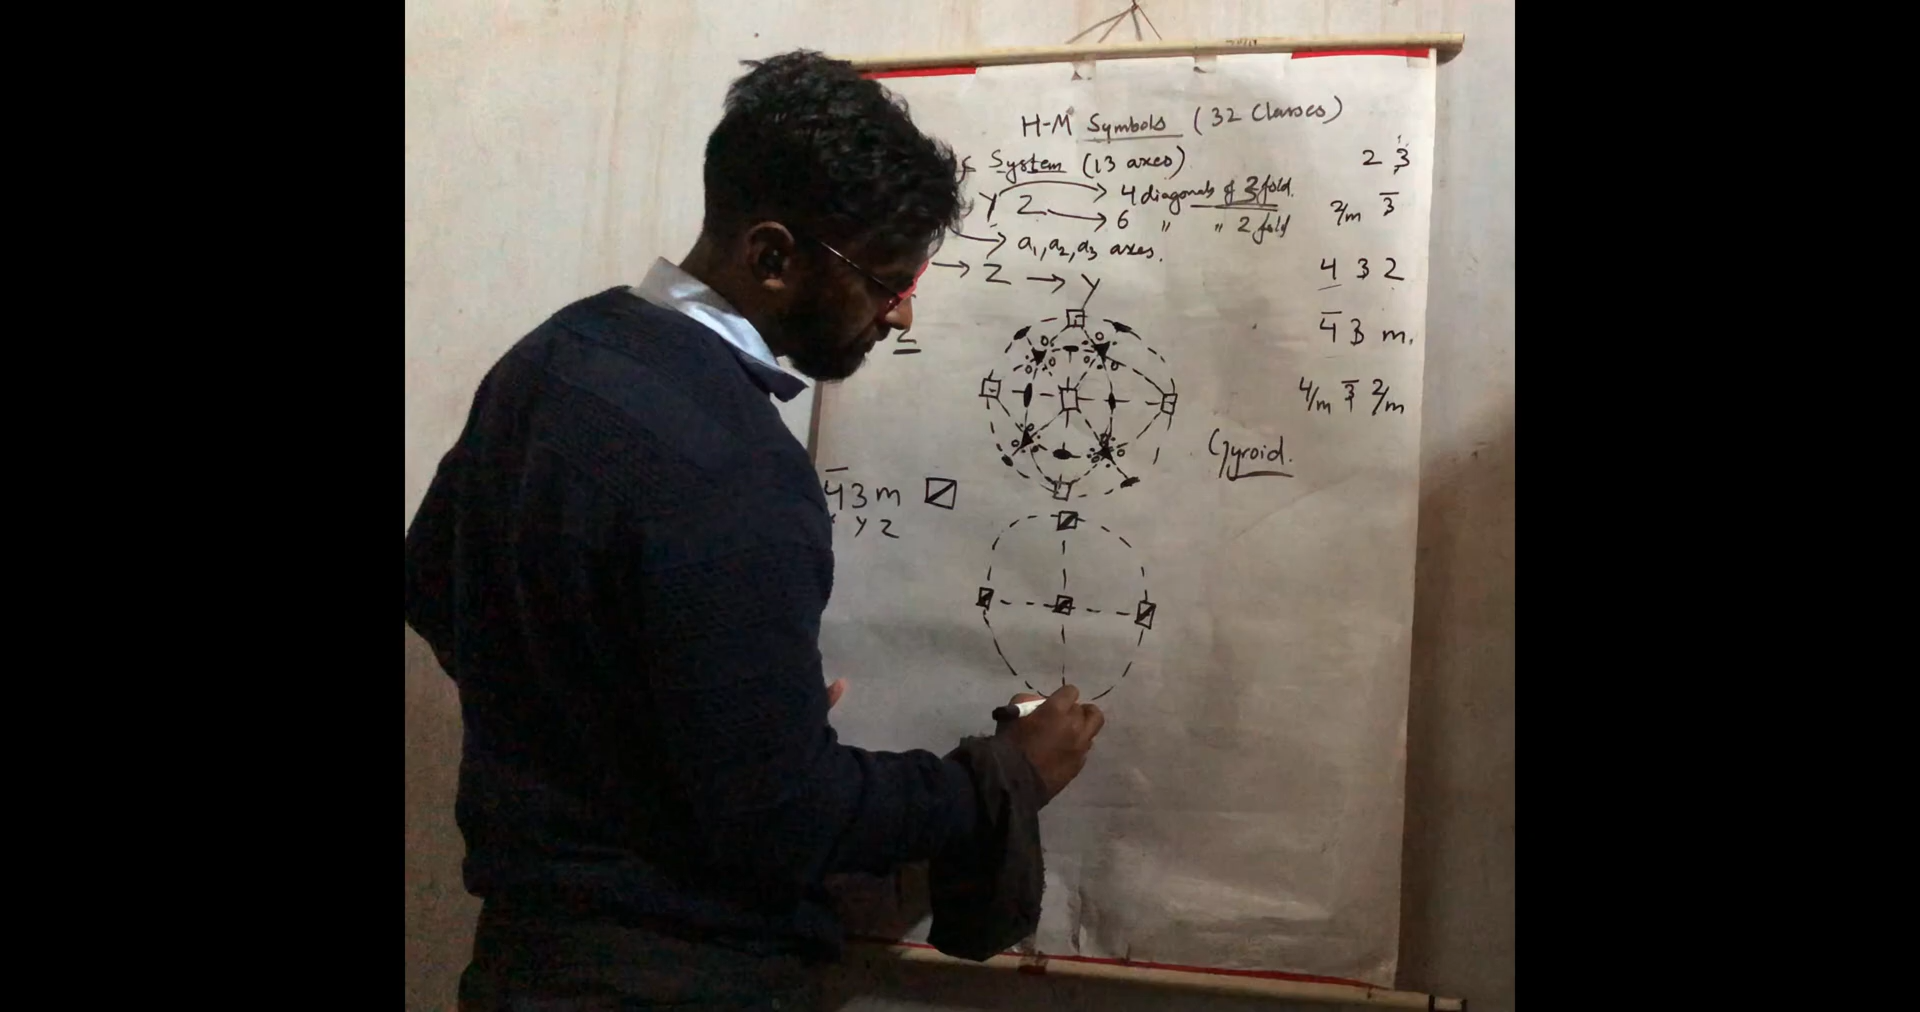 H-M Symbols (32 Classes)
System (13 axes)
Y Z → 4 diagonals of 3 fold.
→ 6 " " 2 fold
→ a1, a2, a3 axes.
→ Z → Y
2 3
2/m 3̅
4 3 2
4̅ 3 m.
4/m 3̅ 2/m
Gyroid.
4̅ 3 m
Y Z